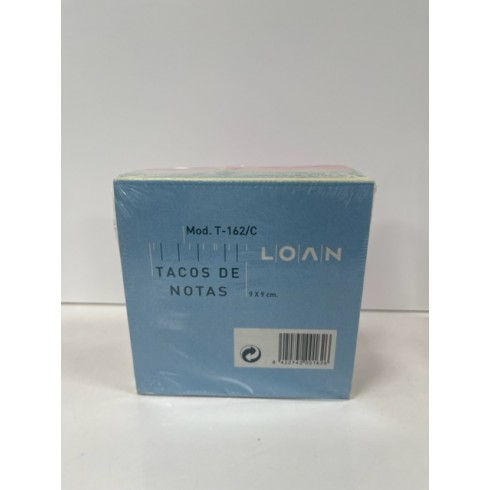 Mod. T-162/C
LOAN
TACOS DE
NOTAS
9 X 9 cm.